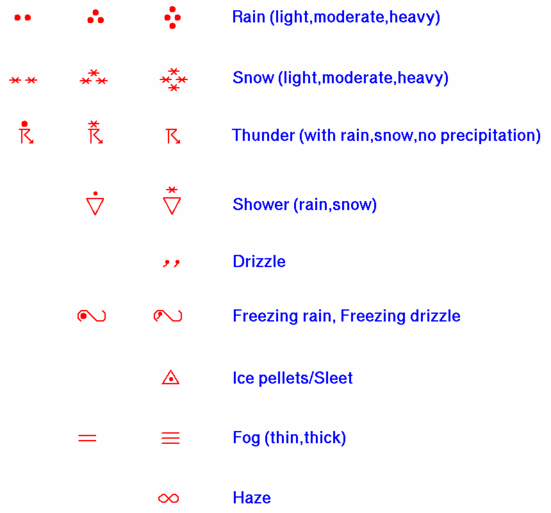 Rain (light,moderate,heavy)
Snow (light,moderate,heavy)
Thunder (with rain,snow,no precipitation)
Shower (rain,snow)
Drizzle
Freezing rain, Freezing drizzle
Ice pellets/Sleet
Fog (thin,thick)
Haze